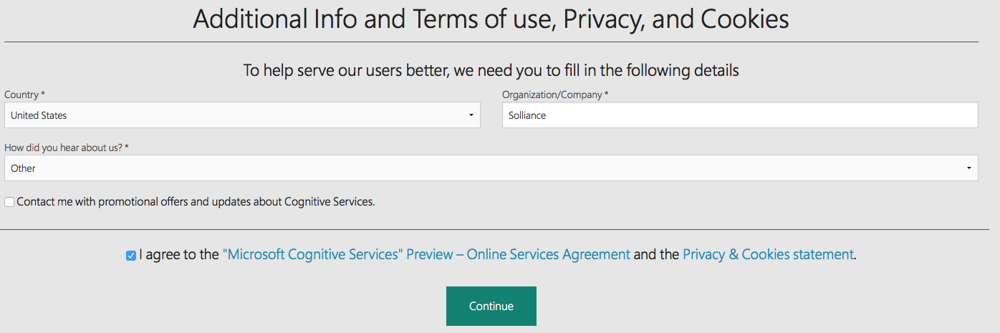 Additional Info and Terms of use, Privacy, and Cookies
To help serve our users better, we need you to fill in the following details
Country *
United States
Organization/Company *
Solliance
How did you hear about us? *
Other
Contact me with promotional offers and updates about Cognitive Services.
I agree to the "Microsoft Cognitive Services" Preview – Online Services Agreement and the Privacy & Cookies statement.
Continue